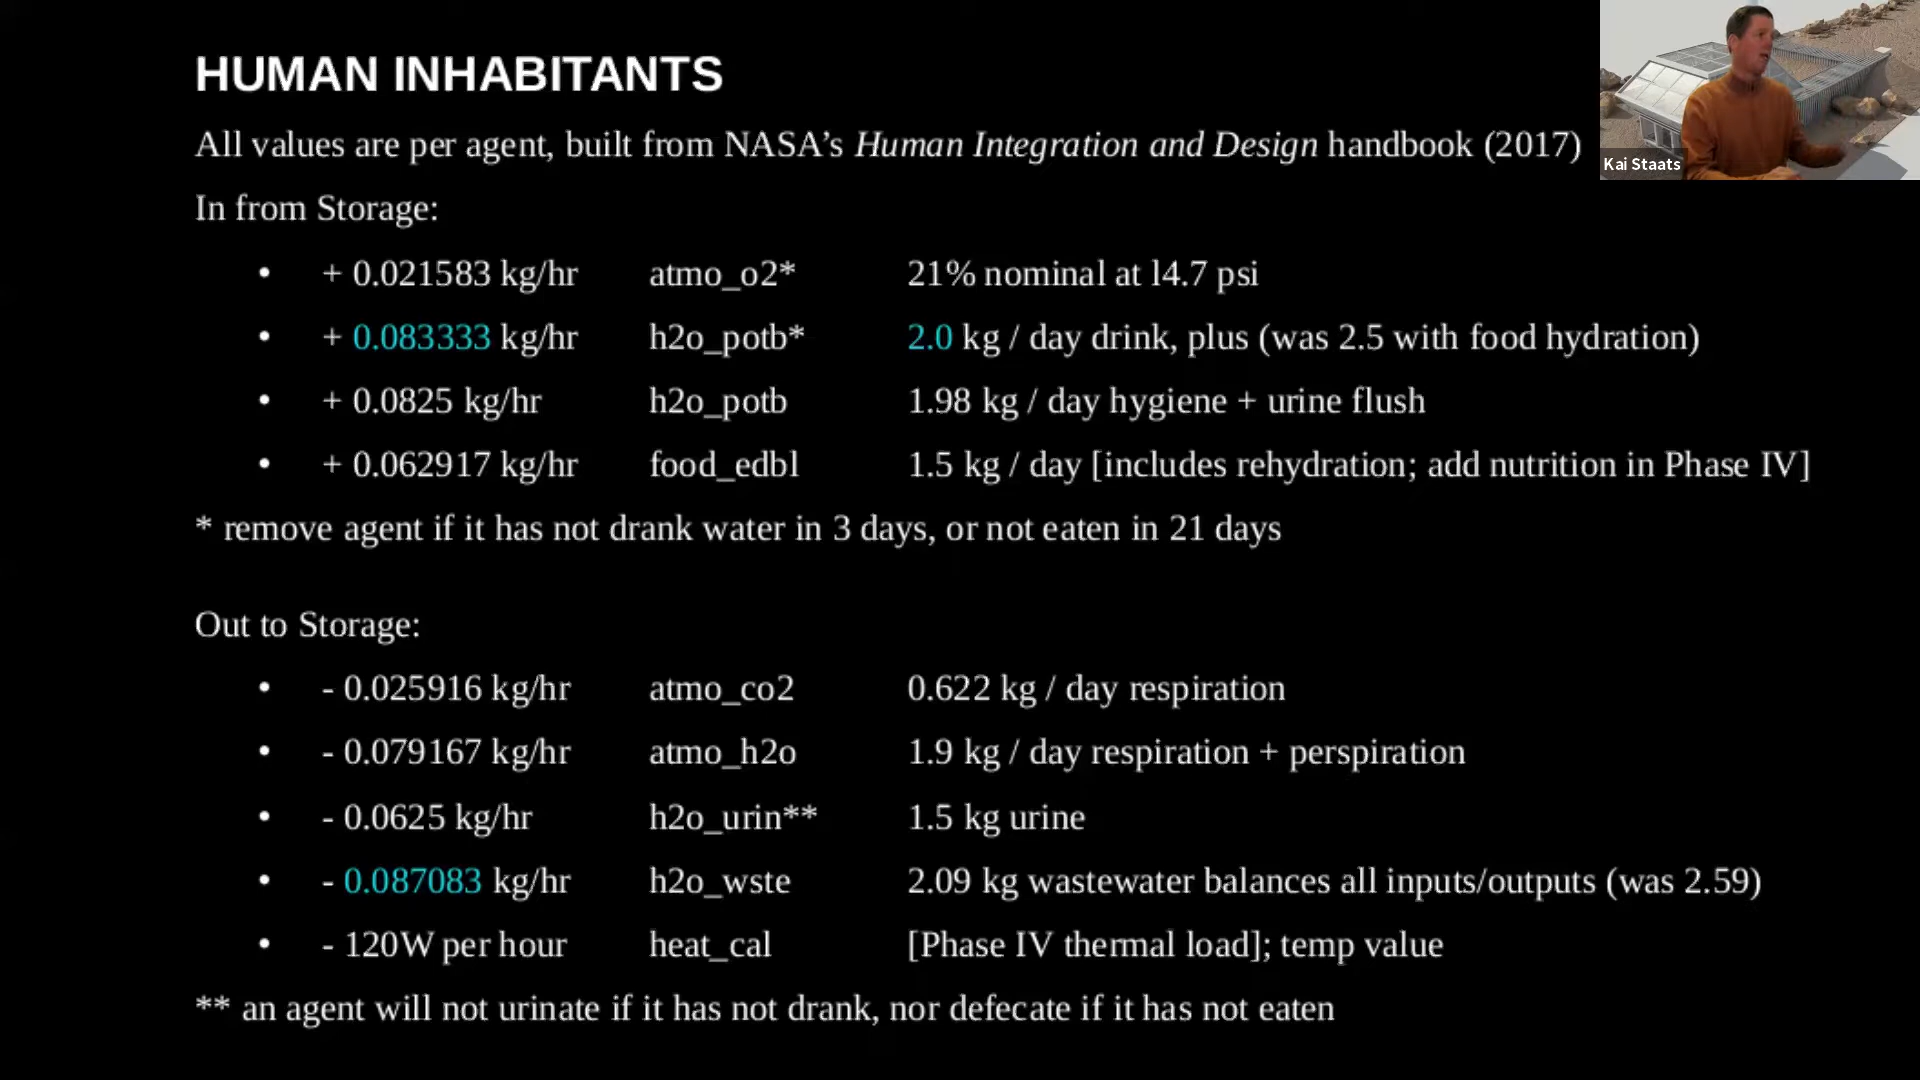 HUMAN INHABITANTS
Kai Staats
All values are per agent, built from NASA’s Human Integration and Design handbook (2017)
In from Storage:
• + 0.021583 kg/hr atmo_o2* 21% nominal at l4.7 psi
• + 0.083333 kg/hr h2o_potb* 2.0 kg / day drink, plus (was 2.5 with food hydration)
• + 0.0825 kg/hr h2o_potb 1.98 kg / day hygiene + urine flush
• + 0.062917 kg/hr food_edbl 1.5 kg / day [includes rehydration; add nutrition in Phase IV]
* remove agent if it has not drank water in 3 days, or not eaten in 21 days
Out to Storage:
• - 0.025916 kg/hr atmo_co2 0.622 kg / day respiration
• - 0.079167 kg/hr atmo_h2o 1.9 kg / day respiration + perspiration
• - 0.0625 kg/hr h2o_urin** 1.5 kg urine
• - 0.087083 kg/hr h2o_wste 2.09 kg wastewater balances all inputs/outputs (was 2.59)
• - 120W per hour heat_cal [Phase IV thermal load]; temp value
** an agent will not urinate if it has not drank, nor defecate if it has not eaten